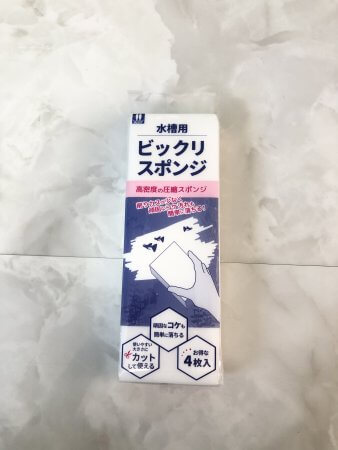 水槽用
ビックリ
スポンジ
高密度の圧縮スポンジ
頑固なコケも
簡単に落ちる
使いやすい
大きさに
カット
して使える
お得な
4枚入